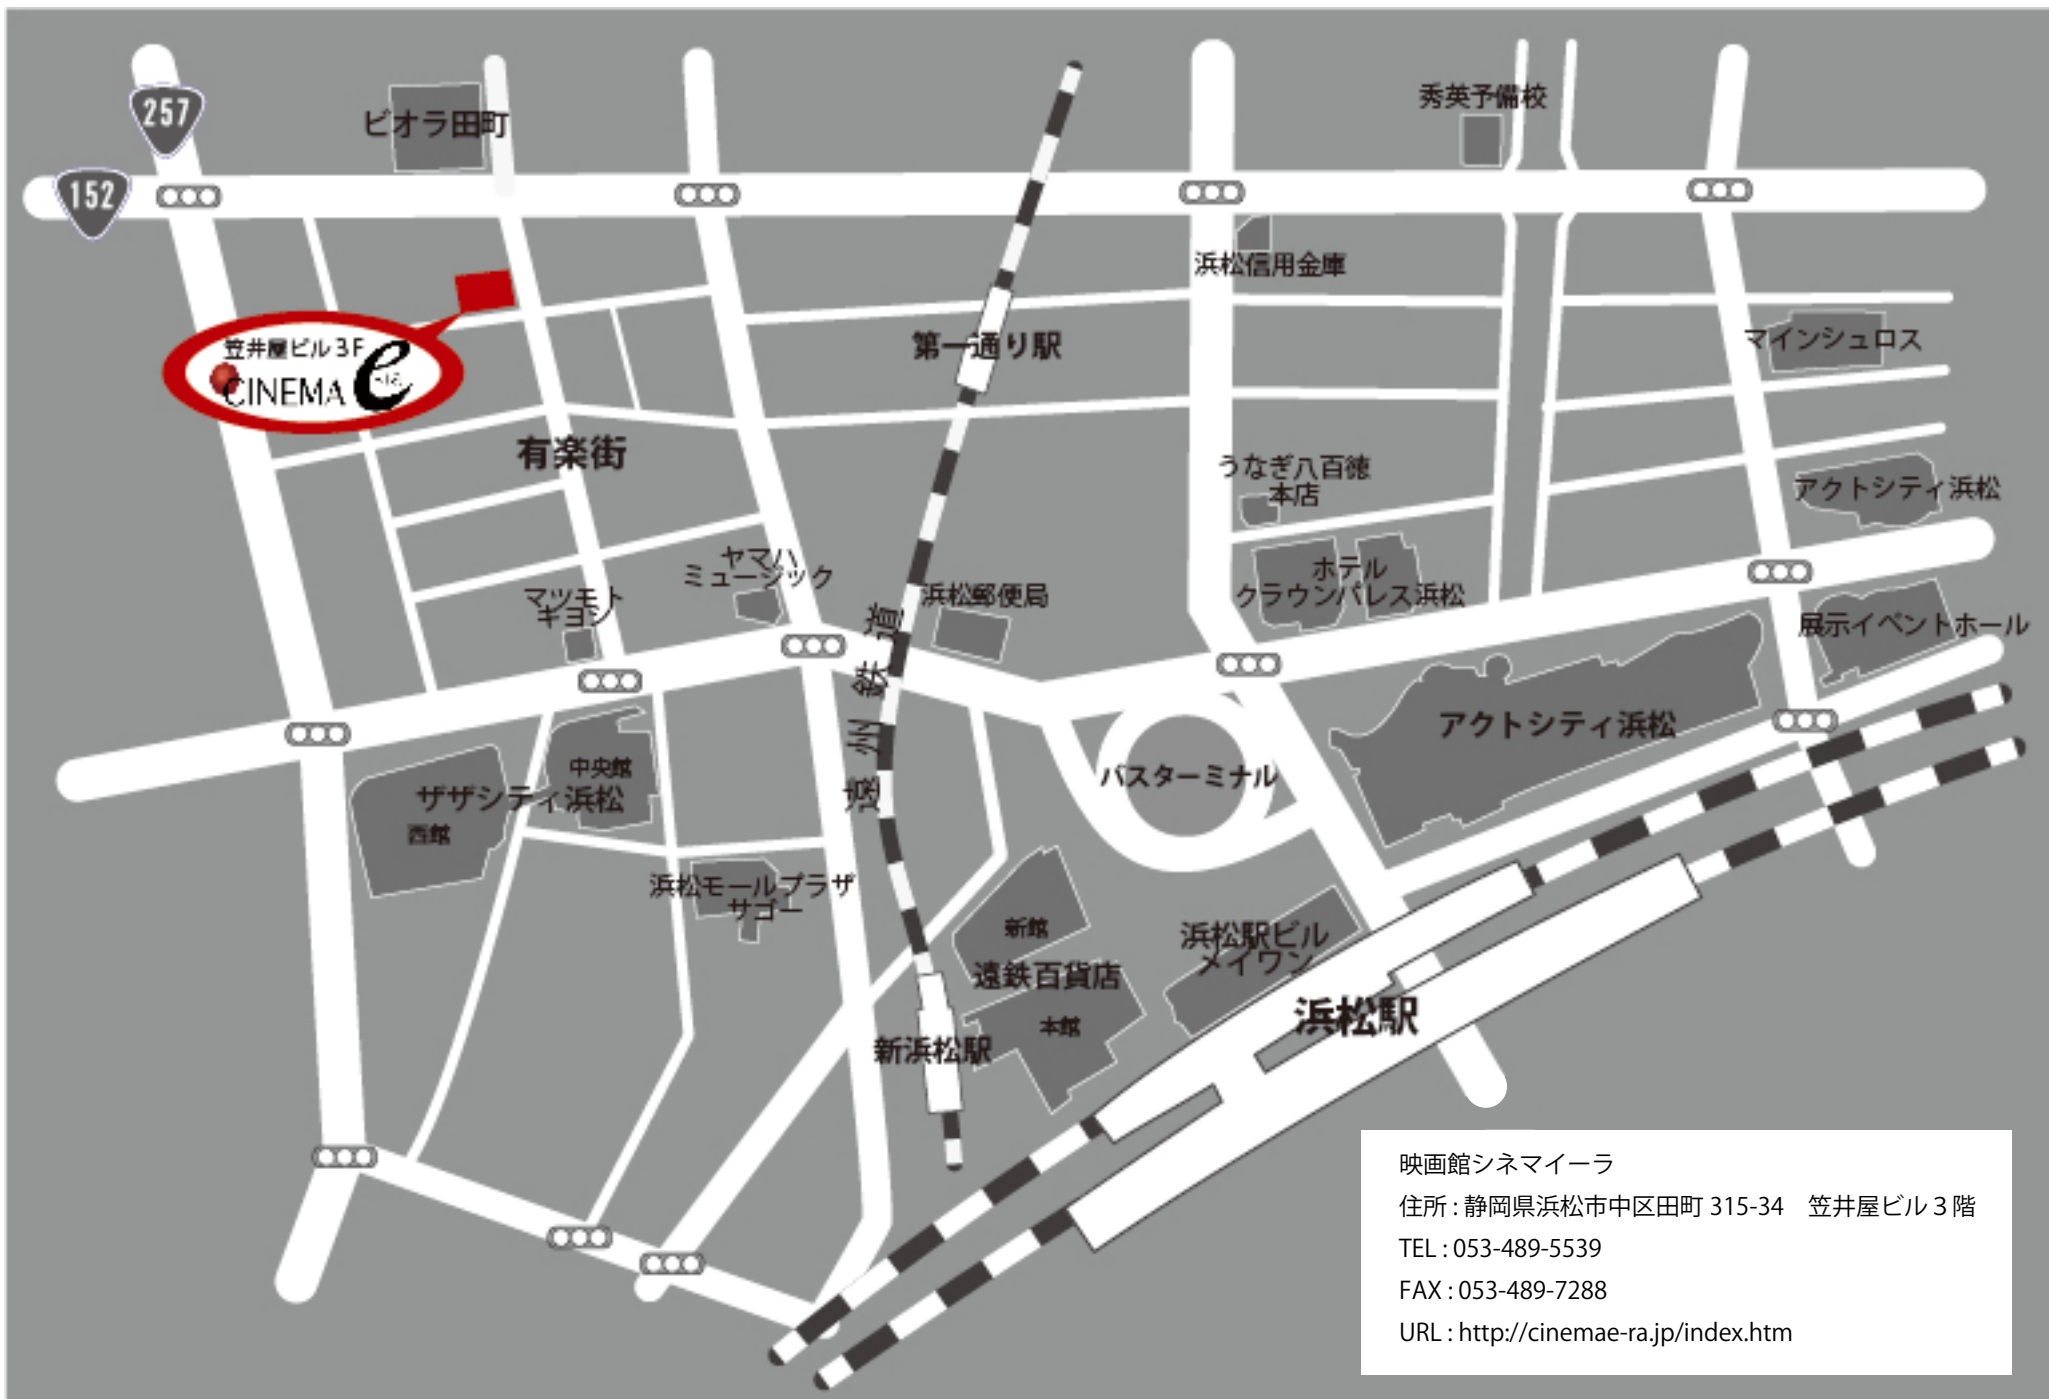 257
152
ビオラ田町
秀英予備校
浜松信用金庫
笠井屋ビル3F
CINEMA e
第一通り駅
マインシュロス
有楽街
うなぎ八百徳
本店
アクトシティ浜松
ヤマハ
ミュージック
マツモト
キヨシ
浜松郵便局
ホテル
クラウンパレス浜松
展示イベントホール
遠州鉄道
アクトシティ浜松
バスターミナル
中央館
ザザシティ浜松
西館
浜松モールプラザ
サゴー
新館
遠鉄百貨店
本館
浜松駅ビル
メイワン
浜松駅
新浜松駅
映画館シネマイーラ
住所 : 静岡県浜松市中区田町 315-34　笠井屋ビル 3 階
TEL : 053-489-5539
FAX : 053-489-7288
URL : http://cinemae-ra.jp/index.htm